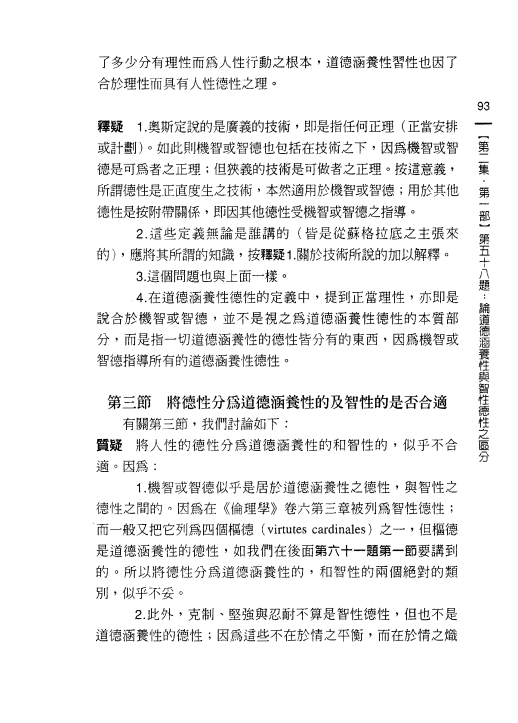 了多少分有理性而爲人性行動之根本，道德涵養性習性也因了
合於理性而具有人性德性之理。
釋疑　1.奧斯定說的是廣義的技術，即是指任何正理（正當安排
或計劃）。如此則機智或智德也包括在技術之下，因爲機智或智
德是可爲者之正理；但狹義的技術是可做者之正理。按這意義，
所謂德性是正直度生之技術，本然適用於機智或智德；用於其他
德性是按附帶關係，即因其他德性受機智或智德之指導。
2.這些定義無論是誰講的（皆是從蘇格拉底之主張來
的），應將其所謂的知識，按釋疑1.關於技術所說的加以解釋。
3.這個問題也與上面一樣。
4.在道德涵養性德性的定義中，提到正當理性，亦即是
說合於機智或智德，並不是視之爲道德涵養性德性的本質部
分，而是指一切道德涵養性的德性皆分有的東西，因爲機智或
智德指導所有的道德涵養性德性。
第三節　將德性分爲道德涵養性的及智性的是否合適
有關第三節，我們討論如下：
質疑　將人性的德性分爲道德涵養性的和智性的，似乎不合
適。因爲：
1.機智或智德似乎是居於道德涵養性之德性，與智性之
德性之間的。因爲在《倫理學》卷六第三章被列爲智性德性；
而一般又把它列爲四個樞德（virtutes cardinales）之一，但樞德
是道德涵養性的德性，如我們在後面第六十一題第一節要講到
的。所以將德性分爲道德涵養性的，和智性的兩個絕對的類
別，似乎不妥。
2.此外，克制、堅強與忍耐不算是智性德性，但也不是
道德涵養性的德性；因爲這些不在於情之平衡，而在於情之熾
93
【第二集．第一部】第五十八題：論道德涵養性與智性德性之區分